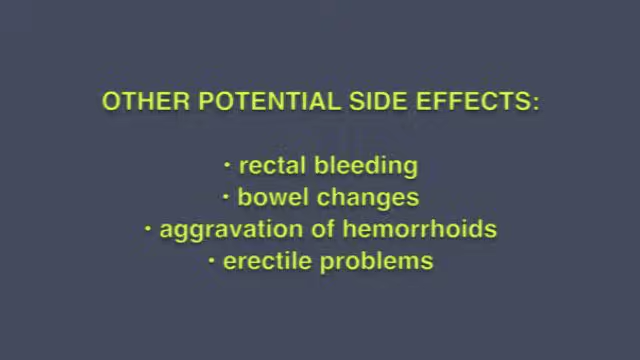 OTHER POTENTIAL SIDE EFFECTS:
• rectal bleeding
• bowel changes
• aggravation of hemorrhoids
• erectile problems